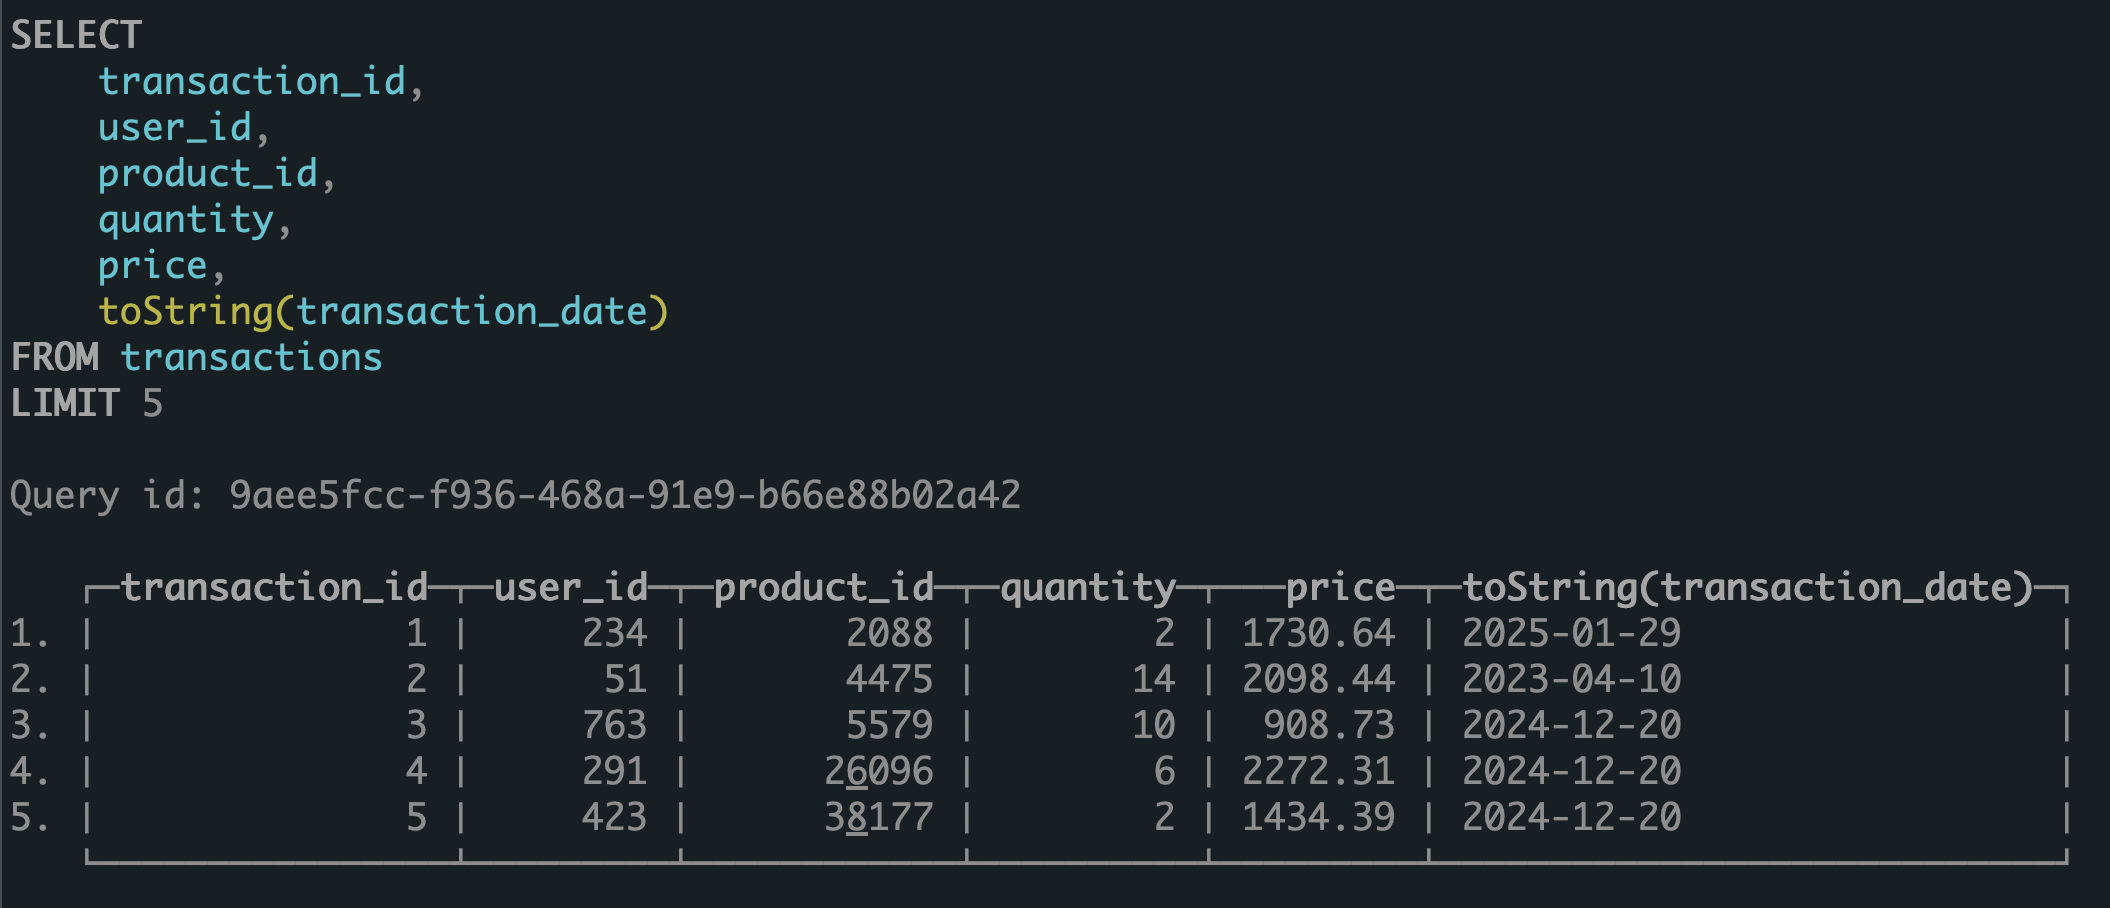 SELECT
    transaction_id,
    user_id,
    product_id,
    quantity,
    price,
    toString(transaction_date)
FROM transactions
LIMIT 5
Query id: 9aee5fcc-f936-468a-91e9-b66e88b02a42
   ┌─transaction_id─┬─user_id─┬─product_id─┬─quantity─┬───price─┬─toString(transaction_date)─┐
1. │              1 │     234 │       2088 │        2 │ 1730.64 │ 2025-01-29                 │
2. │              2 │      51 │       4475 │       14 │ 2098.44 │ 2023-04-10                 │
3. │              3 │     763 │       5579 │       10 │  908.73 │ 2024-12-20                 │
4. │              4 │     291 │      26096 │        6 │ 2272.31 │ 2024-12-20                 │
5. │              5 │     423 │      38177 │        2 │ 1434.39 │ 2024-12-20                 │
   └────────────────┴─────────┴────────────┴──────────┴─────────┴────────────────────────────┘